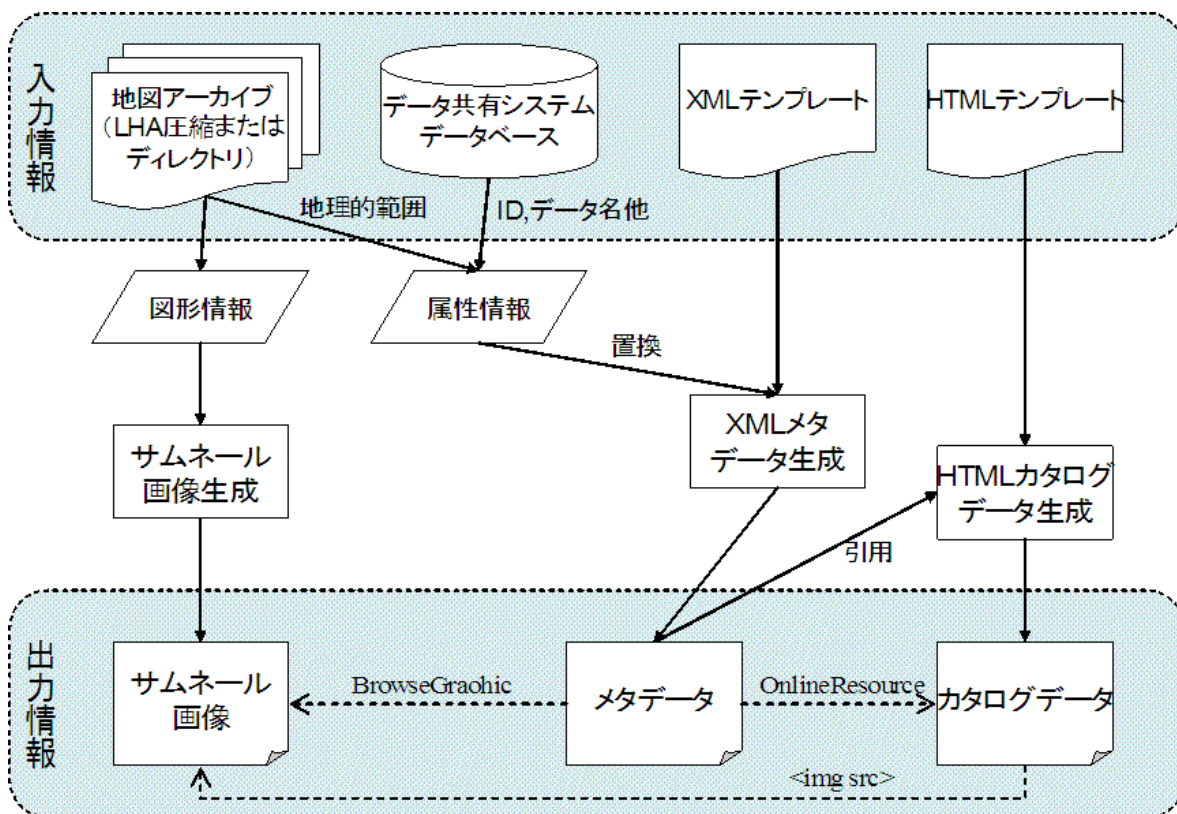 入力情報
地図アーカイブ
（LHA圧縮または
ディレクトリ）
データ共有システム
データベース
XMLテンプレート
HTMLテンプレート
地理的範囲
ID,データ名他
図形情報
属性情報
置換
サムネール
画像生成
XMLメタ
データ生成
HTMLカタログ
データ生成
引用
出力情報
サムネール
画像
BrowseGraohic
メタデータ
OnlineResource
カタログデータ
<img src>